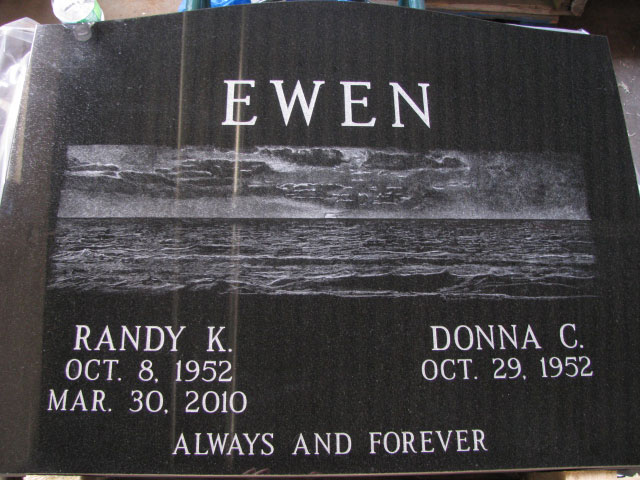 EWEN
RANDY K.
OCT. 8, 1952
MAR. 30, 2010
DONNA C.
OCT. 29, 1952
ALWAYS AND FOREVER